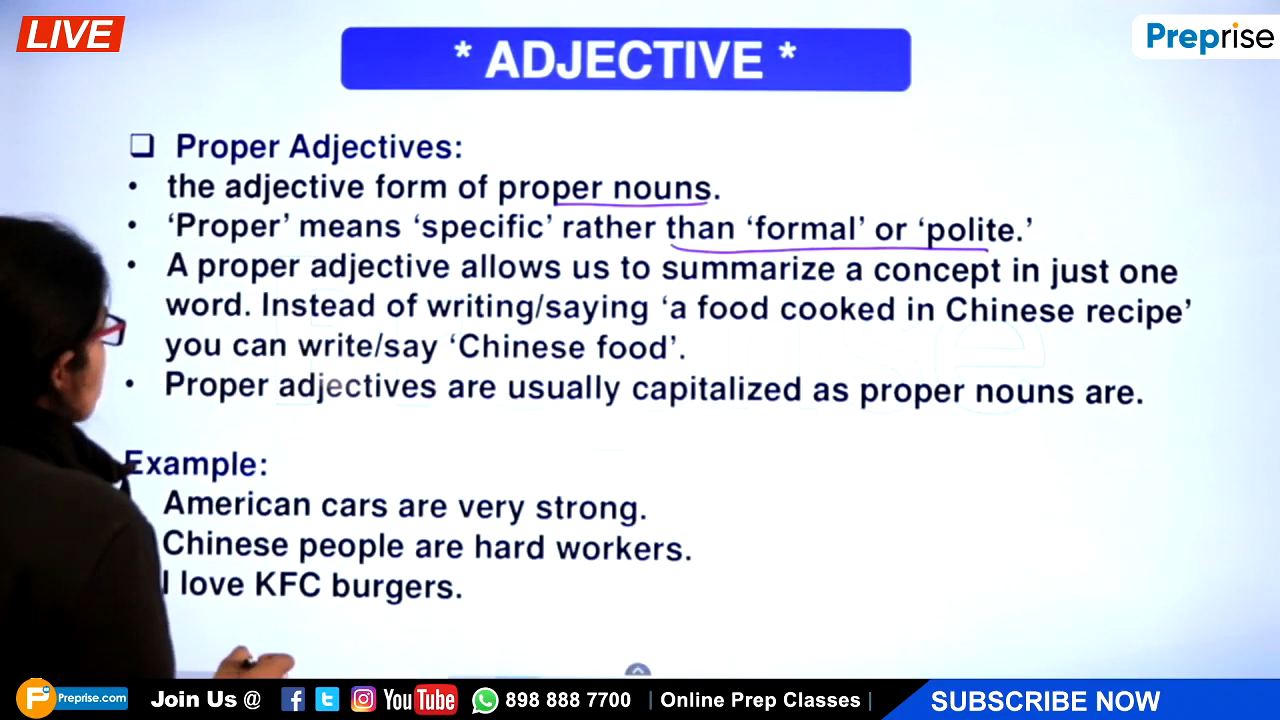 LIVE
Preprise
* ADJECTIVE *
❑ Proper Adjectives:
• the adjective form of proper nouns.
• ‘Proper’ means ‘specific’ rather than ‘formal’ or ‘polite.’
• A proper adjective allows us to summarize a concept in just one
word. Instead of writing/saying ‘a food cooked in Chinese recipe’
you can write/say ‘Chinese food’.
• Proper adjectives are usually capitalized as proper nouns are.
Example:
American cars are very strong.
Chinese people are hard workers.
I love KFC burgers.
Preprise.com Join Us @ YouTube 898 888 7700 | Online Prep Classes | SUBSCRIBE NOW